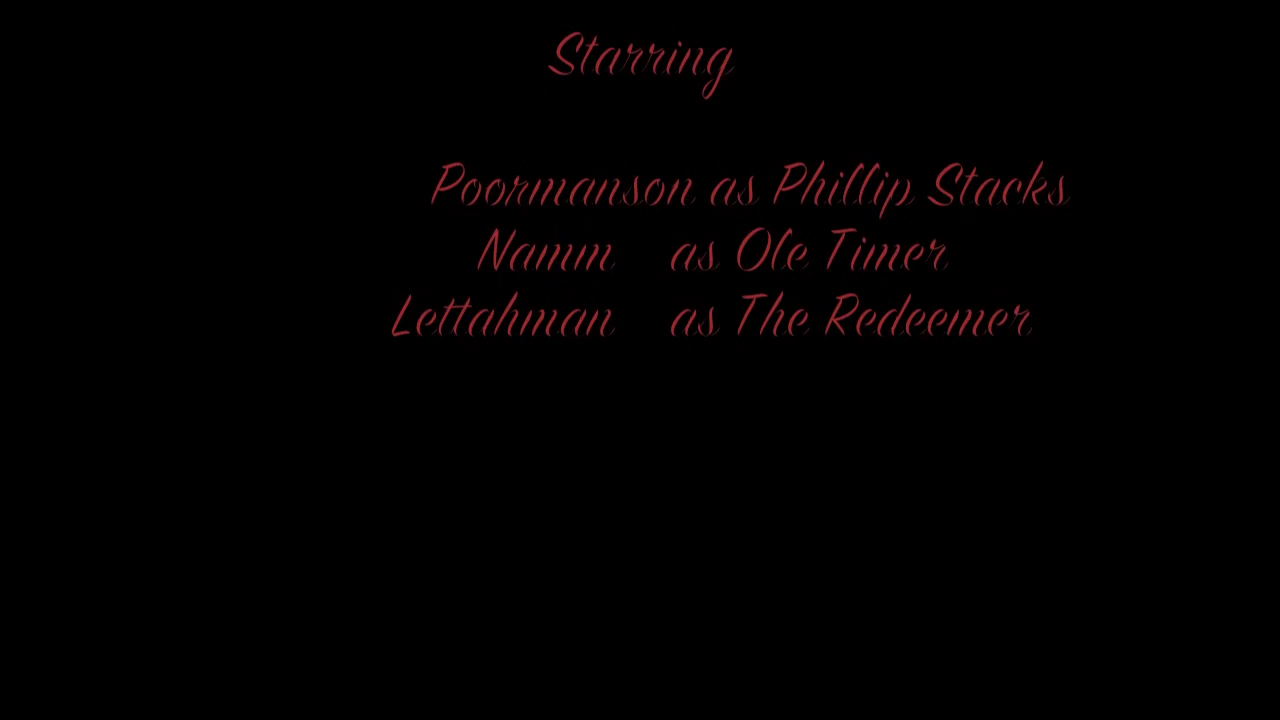 Starring
Poormanson as Phillip Stacks
Namm as Ole Timer
Lettahman as The Redeemer